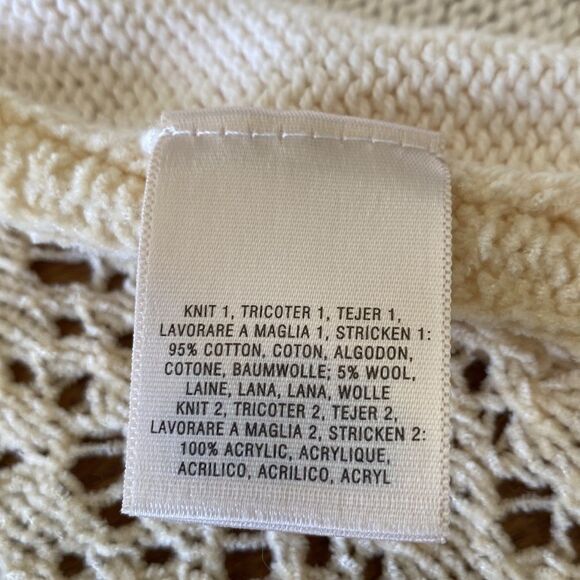 KNIT 1, TRICOTER 1, TEJER 1,
LAVORARE A MAGLIA 1, STRICKEN 1:
95% COTTON, COTON, ALGODON,
COTONE, BAUMWOLLE; 5% WOOL,
LAINE, LANA, LANA, WOLLE
KNIT 2, TRICOTER 2, TEJER 2,
LAVORARE A MAGLIA 2, STRICKEN 2:
100% ACRYLIC, ACRYLIQUE,
ACRILICO, ACRILICO, ACRYL